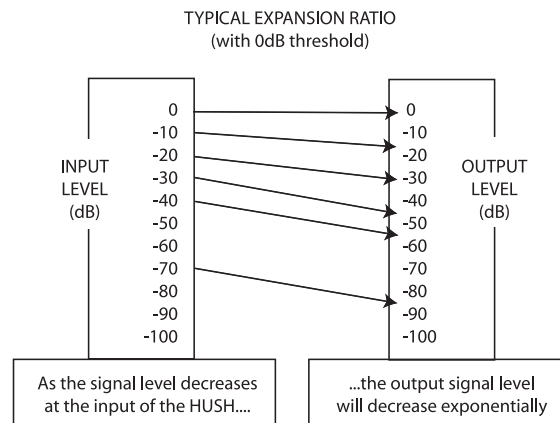 TYPICAL EXPANSION RATIO
(with 0dB threshold)
INPUT
LEVEL
(dB)
0
-10
-20
-30
-40
-50
-60
-70
-80
-90
-100
0
-10
-20
-30
-40
-50
-60
-70
-80
-90
-100
OUTPUT
LEVEL
(dB)
As the signal level decreases
at the input of the HUSH....
...the output signal level
will decrease exponentially